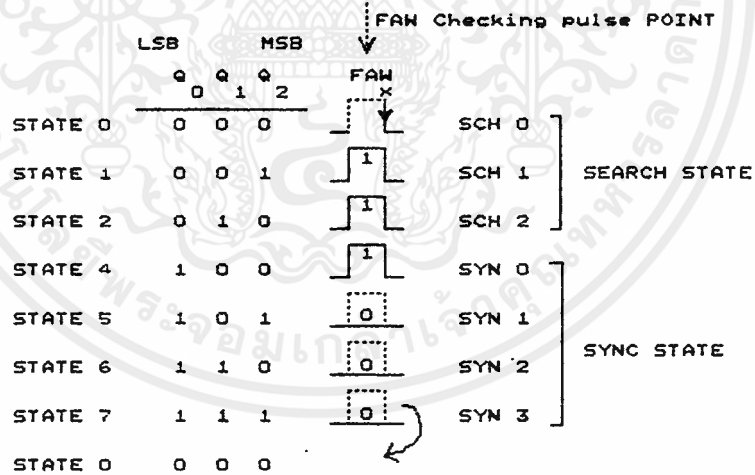 FAW Checking pulse POINT
LSB MSB
Q0 Q1 Q2 FAW
x
STATE 0 0 0 0 SCH 0
STATE 1 0 0 1 1 SCH 1 SEARCH STATE
STATE 2 0 1 0 1 SCH 2
STATE 4 1 0 0 1 SYN 0
STATE 5 1 0 1 0 SYN 1
STATE 6 1 1 0 0 SYN 2 SYNC STATE
STATE 7 1 1 1 0 SYN 3
STATE 0 0 0 0